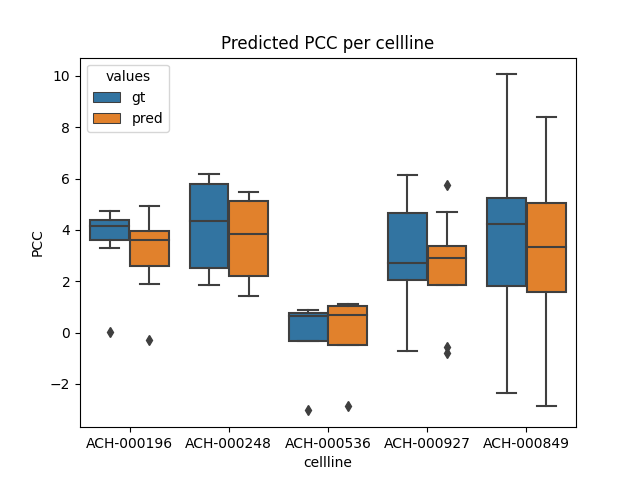 Predicted PCC per cellline
values
gt
pred
10
8
6
4
2
0
−2
PCC
ACH-000196 ACH-000248 ACH-000536 ACH-000927 ACH-000849
cellline